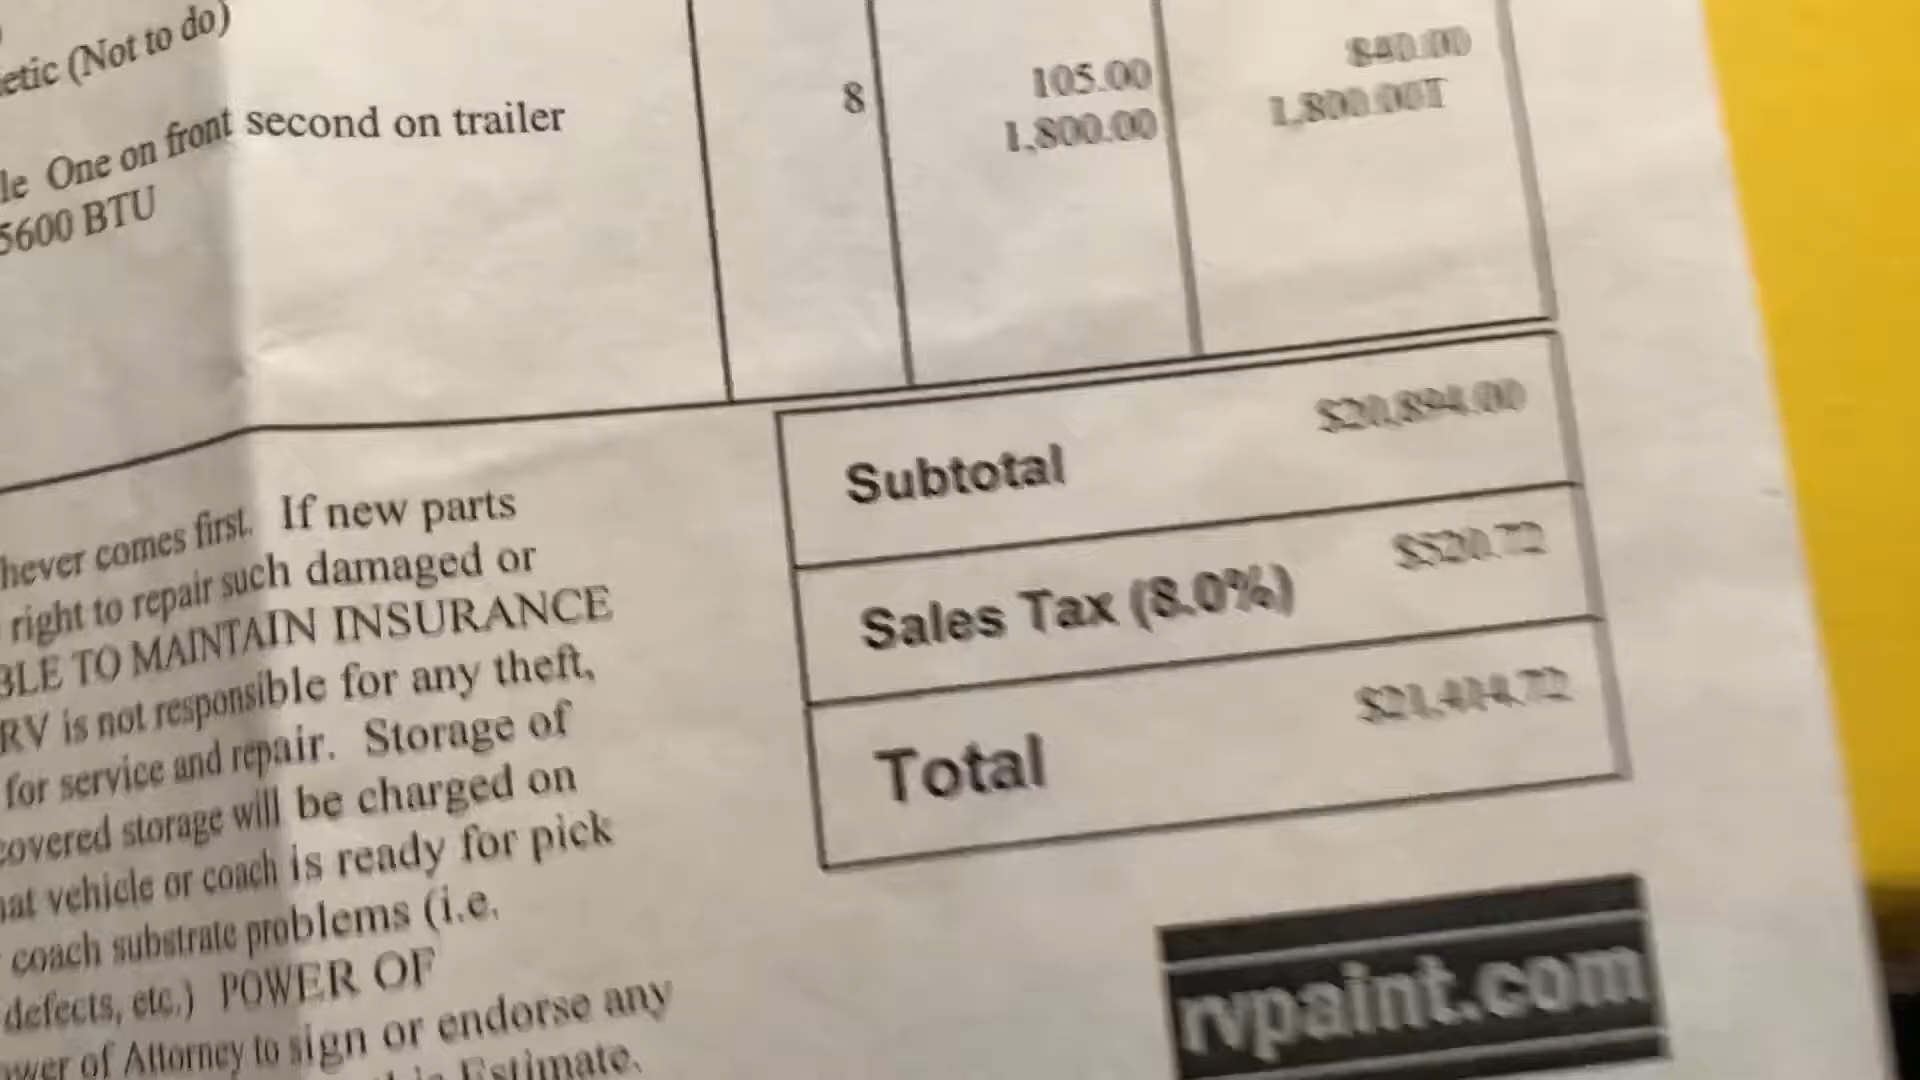 etic (Not to do)
8 105.00 840.00
le One on front second on trailer 1,800.00 1,800.00T
5600 BTU
Subtotal $20,894.00
Sales Tax (8.0%) $520.72
Total $21,414.72
hever comes first. If new parts
right to repair such damaged or
BLE TO MAINTAIN INSURANCE
RV is not responsible for any theft,
for service and repair. Storage of
covered storage will be charged on
hat vehicle or coach is ready for pick
coach substrate problems (i.e.
defects, etc.) POWER OF
ower of Attorney to sign or endorse any
Estimate.
rvpaint.com